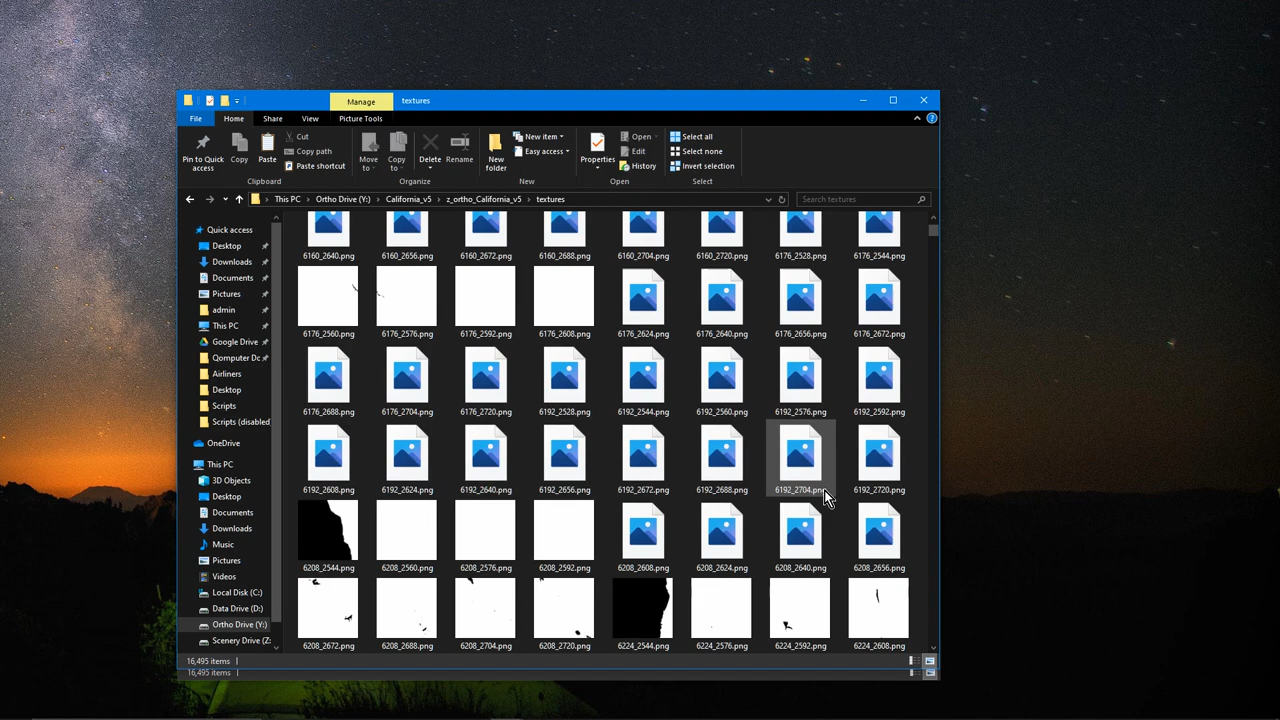 Manage
textures
File
Home
Share
View
Picture Tools
Pin to Quick access
Copy
Paste
Cut
Copy path
Paste shortcut
Move to
Copy to
Delete
Rename
New folder
New item
Easy access
Properties
Open
Edit
History
Select all
Select none
Invert selection
Clipboard
Organize
New
Open
Select
This PC
Ortho Drive (Y:)
California_v5
z_ortho_California_v5
textures
Search textures
Quick access
Desktop
Downloads
Documents
Pictures
admin
This PC
Google Drive
Qomputer Dc
Airliners
Desktop
Scripts
Scripts (disabled)
OneDrive
This PC
3D Objects
Desktop
Documents
Downloads
Music
Pictures
Videos
Local Disk (C:)
Data Drive (D:)
Ortho Drive (Y:)
Scenery Drive (Z:
6160_2640.png 6160_2656.png 6160_2672.png 6160_2688.png 6160_2704.png 6160_2720.png 6176_2528.png 6176_2544.png
6176_2560.png 6176_2576.png 6176_2592.png 6176_2608.png 6176_2624.png 6176_2640.png 6176_2656.png 6176_2672.png
6176_2688.png 6176_2704.png 6176_2720.png 6192_2528.png 6192_2544.png 6192_2560.png 6192_2576.png 6192_2592.png
6192_2608.png 6192_2624.png 6192_2640.png 6192_2656.png 6192_2672.png 6192_2688.png 6192_2704.png 6192_2720.png
6208_2544.png 6208_2560.png 6208_2576.png 6208_2592.png 6208_2608.png 6208_2624.png 6208_2640.png 6208_2656.png
6208_2672.png 6208_2688.png 6208_2704.png 6208_2720.png 6224_2544.png 6224_2576.png 6224_2592.png 6224_2608.png
16,495 items
16,495 items